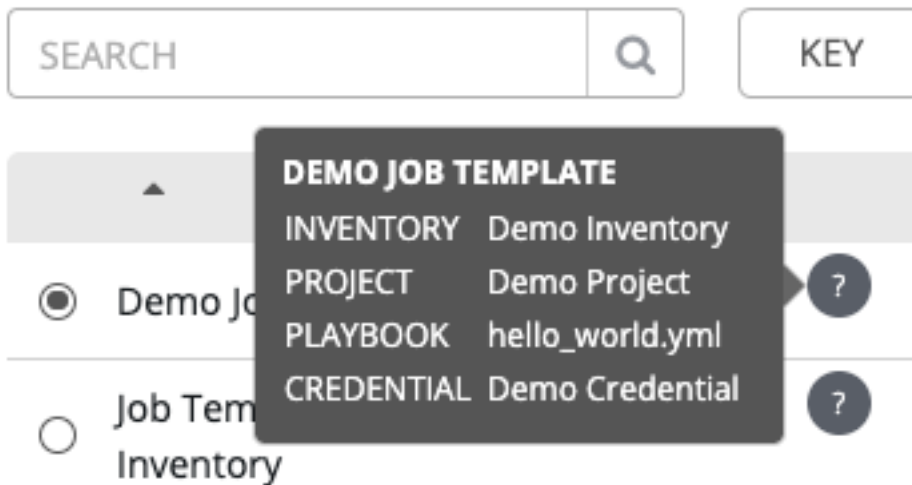 SEARCH
KEY
DEMO JOB TEMPLATE
INVENTORY Demo Inventory
PROJECT Demo Project
PLAYBOOK hello_world.yml
CREDENTIAL Demo Credential
Demo Jo
?
Job Tem
Inventory
?